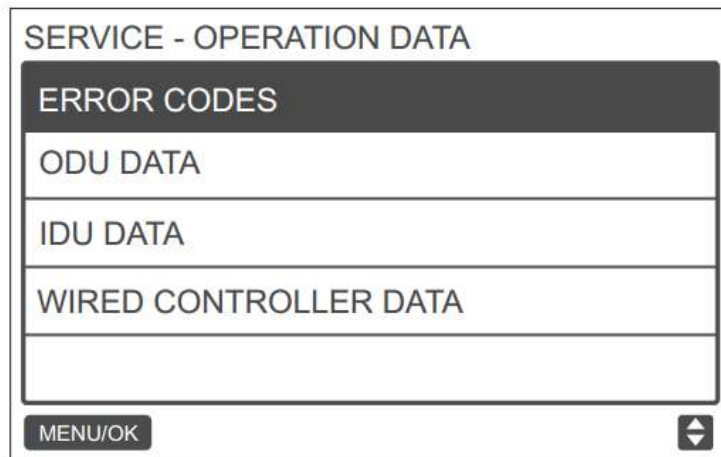 SERVICE - OPERATION DATA
ERROR CODES
ODU DATA
IDU DATA
WIRED CONTROLLER DATA
MENU/OK